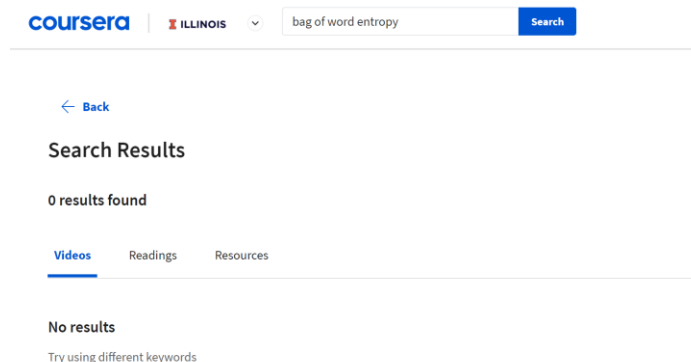 coursera ILLINOIS bag of word entropy Search
Back
Search Results
0 results found
Videos Readings Resources
No results
Try using different keywords